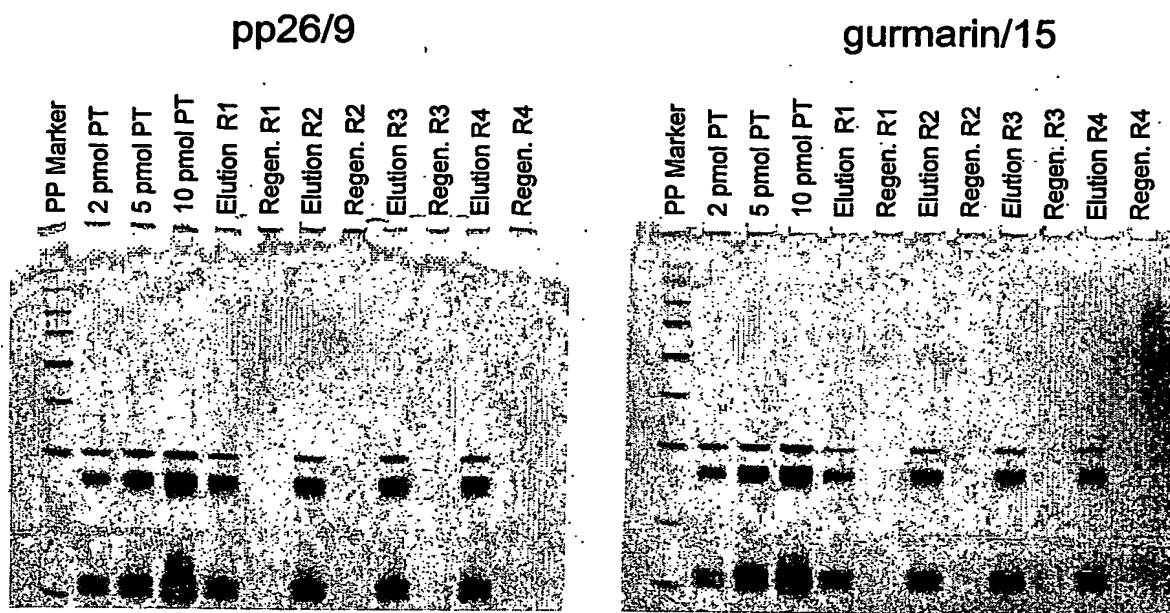 pp26/9
PP Marker
2 pmol PT
5 pmol PT
10 pmol PT
Elution R1
Regen. R1
Elution R2
Regen. R2
Elution R3
Regen. R3
Elution R4
Regen. R4
gurmarin/15
PP Marker
2 pmol PT
5 pmol PT
10 pmol PT
Elution R1
Regen. R1
Elution R2
Regen. R2
Elution R3
Regen. R3
Elution R4
Regen. R4